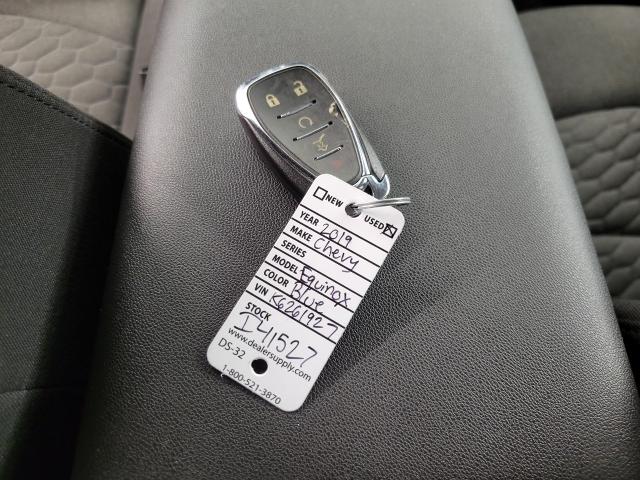 NEW USED
YEAR 2019
MAKE Chevy
SERIES
MODEL Equinox
COLOR Blue
VIN K6261927
STOCK
I41527
www.dealersupply.com
DS-32
1-800-521-3870